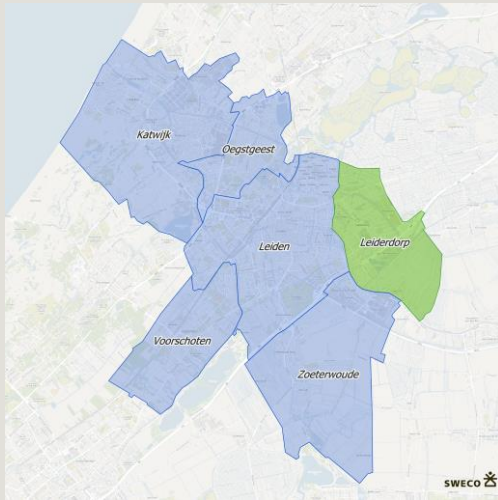 Katwijk
Oegstgeest
Leiden
Leiderdorp
Voorschoten
Zoeterwoude
SWECO